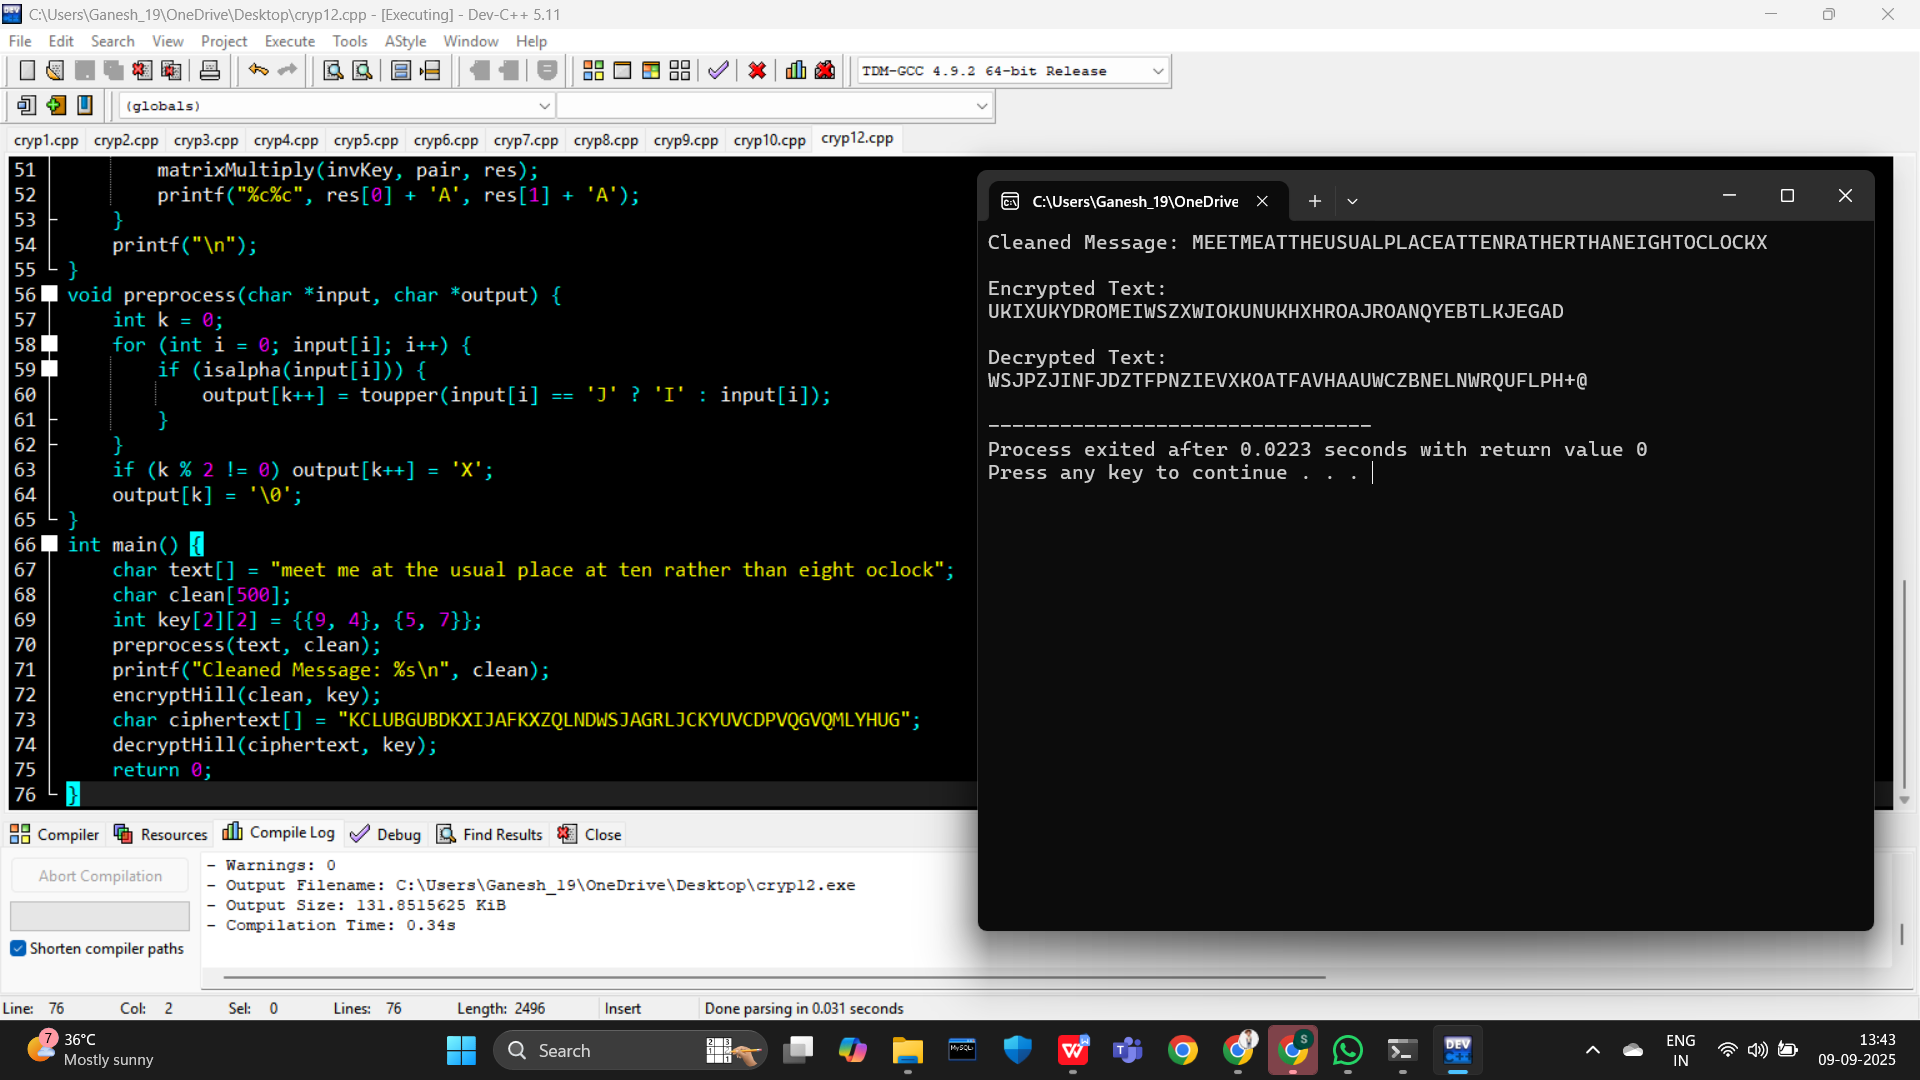 C:\Users\Ganesh_19\OneDrive\Desktop\cryp12.cpp - [Executing] - Dev-C++ 5.11
File Edit Search View Project Execute Tools AStyle Window Help
TDM-GCC 4.9.2 64-bit Release
(globals)
cryp1.cpp cryp2.cpp cryp3.cpp cryp4.cpp cryp5.cpp cryp6.cpp cryp7.cpp cryp8.cpp cryp9.cpp cryp10.cpp cryp12.cpp
51 matrixMultiply(invKey, pair, res);
52 printf("%c%c", res[0] + 'A', res[1] + 'A');
53 }
54 printf("\n");
55 }
56 void preprocess(char *input, char *output) {
57 int k = 0;
58 for (int i = 0; input[i]; i++) {
59 if (isalpha(input[i])) {
60 output[k++] = toupper(input[i] == 'J' ? 'I' : input[i]);
61 }
62 }
63 if (k % 2 != 0) output[k++] = 'X';
64 output[k] = '\0';
65 }
66 int main() {
67 char text[] = "meet me at the usual place at ten rather than eight oclock";
68 char clean[500];
69 int key[2][2] = {{9, 4}, {5, 7}};
70 preprocess(text, clean);
71 printf("Cleaned Message: %s\n", clean);
72 encryptHill(clean, key);
73 char ciphertext[] = "KCLUBGUBDKXIJAFKXZQLNDWSJAGRLJCKYUVCDPVQGVQMLYHUG";
74 decryptHill(ciphertext, key);
75 return 0;
76 }
C:\Users\Ganesh_19\OneDrive
Cleaned Message: MEETMEATTHEUSUALPLACEATTENRATHERTHANEIGHTOCLOCKX
Encrypted Text:
UKIXUKYDROMEIWSZXWIOKUNUKHXHROAJROANQYEBTLKJEGAD
Decrypted Text:
WSJPZJINFJDZTFPNZIEVXKOATFAVHAAUWCZBNELNWRQUFLPH+@
--------------------------------
Process exited after 0.0223 seconds with return value 0
Press any key to continue . . .
Compiler Resources Compile Log Debug Find Results Close
Abort Compilation
Shorten compiler paths
- Warnings: 0
- Output Filename: C:\Users\Ganesh_19\OneDrive\Desktop\cryp12.exe
- Output Size: 131.8515625 KiB
- Compilation Time: 0.34s
Line: 76 Col: 2 Sel: 0 Lines: 76 Length: 2496 Insert Done parsing in 0.031 seconds
7
36°C
Mostly sunny
Search
MySQL
DEV C++
S
ENG
IN
13:43
09-09-2025